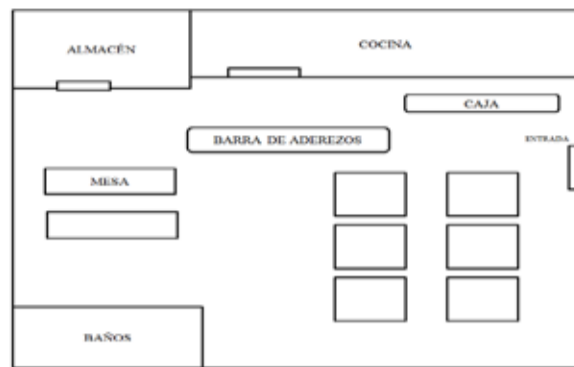 ALMACÉN
COCINA
CAJA
BARRA DE ADEREZOS
ENTRADA
MESA
BAÑOS